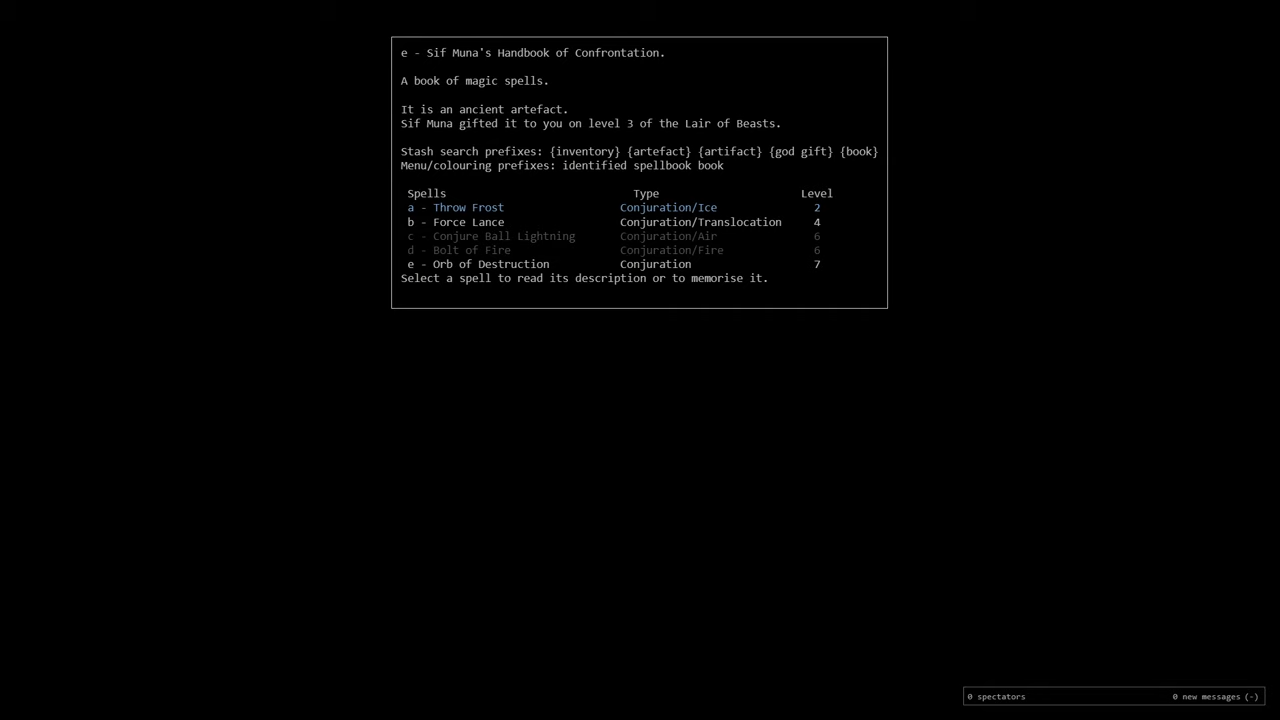 e - Sif Muna's Handbook of Confrontation.
A book of magic spells.
It is an ancient artefact.
Sif Muna gifted it to you on level 3 of the Lair of Beasts.
Stash search prefixes: {inventory} {artefact} {artifact} {god gift} {book}
Menu/colouring prefixes: identified spellbook book
Spells Type Level
a - Throw Frost Conjuration/Ice 2
b - Force Lance Conjuration/Translocation 4
c - Conjure Ball Lightning Conjuration/Air 6
d - Bolt of Fire Conjuration/Fire 6
e - Orb of Destruction Conjuration 7
Select a spell to read its description or to memorise it.
0 spectators 0 new messages (-)